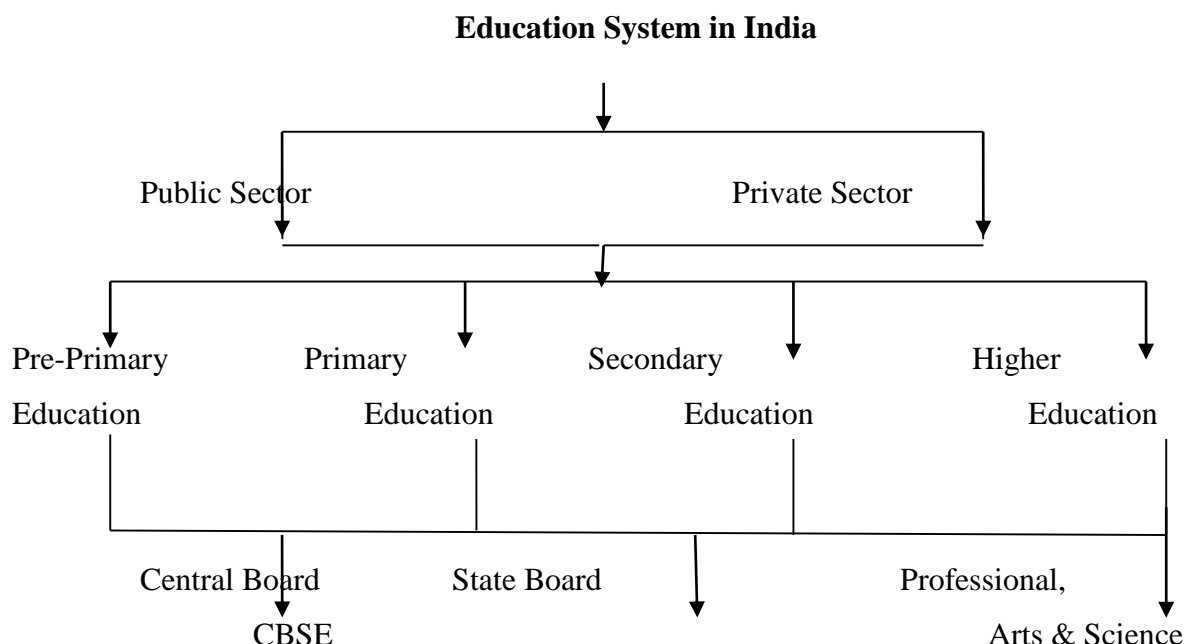 Education System in India
Public Sector Private Sector
Pre-Primary Primary Secondary Higher
Education Education Education Education
Central Board State Board Professional,
CBSE Arts & Science